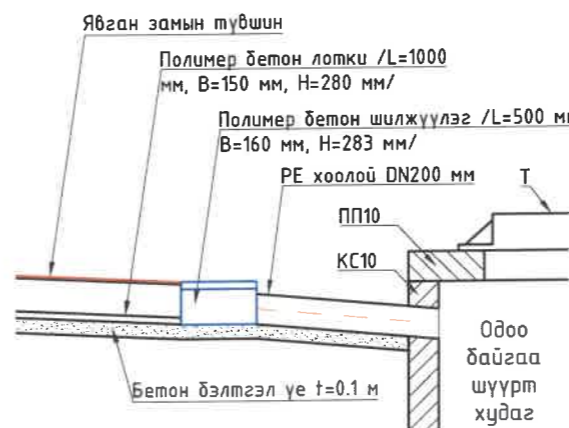 Явган замын түвшин
Полимер бетон лотки /L=1000
мм, B=150 мм, H=280 мм/
Полимер бетон шилжүүлэг /L=500 м
B=160 мм, H=283 мм/
PE хоолой DN200 мм
Т
ПП10
КС10
Одоо
байгаа
шүүрт
худаг
Бетон бэлтгэл үе t=0.1 м